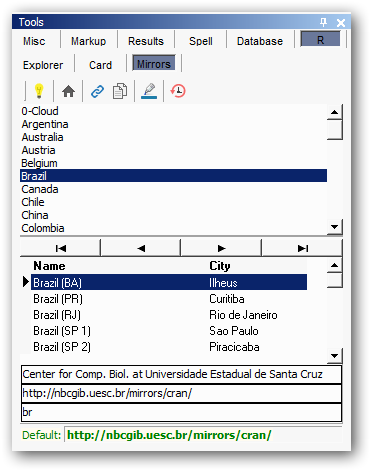 Tools
Misc Markup Results Spell Database R
Explorer Card Mirrors
0-Cloud
Argentina
Australia
Austria
Belgium
Brazil
Canada
Chile
China
Colombia
Name City
Brazil (BA) Ilheus
Brazil (PR) Curitiba
Brazil (RJ) Rio de Janeiro
Brazil (SP 1) Sao Paulo
Brazil (SP 2) Piracicaba
Center for Comp. Biol. at Universidade Estadual de Santa Cruz
http://nbcgib.uesc.br/mirrors/cran/
br
Default: http://nbcgib.uesc.br/mirrors/cran/